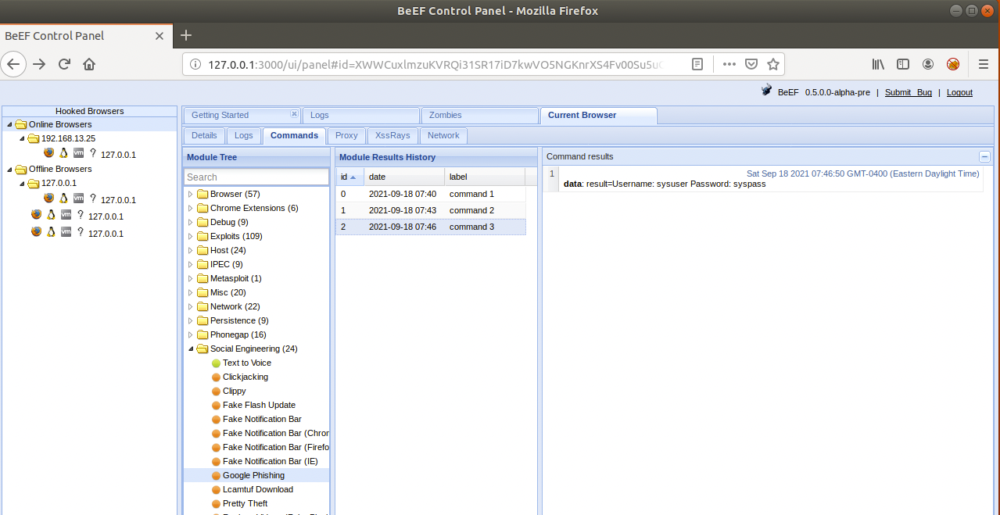 BeEF Control Panel - Mozilla Firefox
BeEF Control Panel
127.0.0.1:3000/ui/panel#id=XWWCuxlmzuKVRQi31SR17iD7kwVO5NGKnrXS4Fv00Su5u
BeEF 0.5.0.0-alpha-pre | Submit Bug | Logout
Hooked Browsers
Online Browsers
192.168.13.25
? 127.0.0.1
Offline Browsers
127.0.0.1
? 127.0.0.1
? 127.0.0.1
? 127.0.0.1
Getting Started Logs Zombies Current Browser
Details Logs Commands Proxy XssRays Network
Module Tree
Search
Browser (57)
Chrome Extensions (6)
Debug (9)
Exploits (109)
Host (24)
IPEC (9)
Metasploit (1)
Misc (20)
Network (22)
Persistence (9)
Phonegap (16)
Social Engineering (24)
Text to Voice
Clickjacking
Clippy
Fake Flash Update
Fake Notification Bar
Fake Notification Bar (Chror
Fake Notification Bar (Firefo
Fake Notification Bar (IE)
Google Phishing
Lcamtuf Download
Pretty Theft
Module Results History
id date label
0 2021-09-18 07:40 command 1
1 2021-09-18 07:43 command 2
2 2021-09-18 07:46 command 3
Command results
1 Sat Sep 18 2021 07:46:50 GMT-0400 (Eastern Daylight Time)
data: result=Username: sysuser Password: syspass